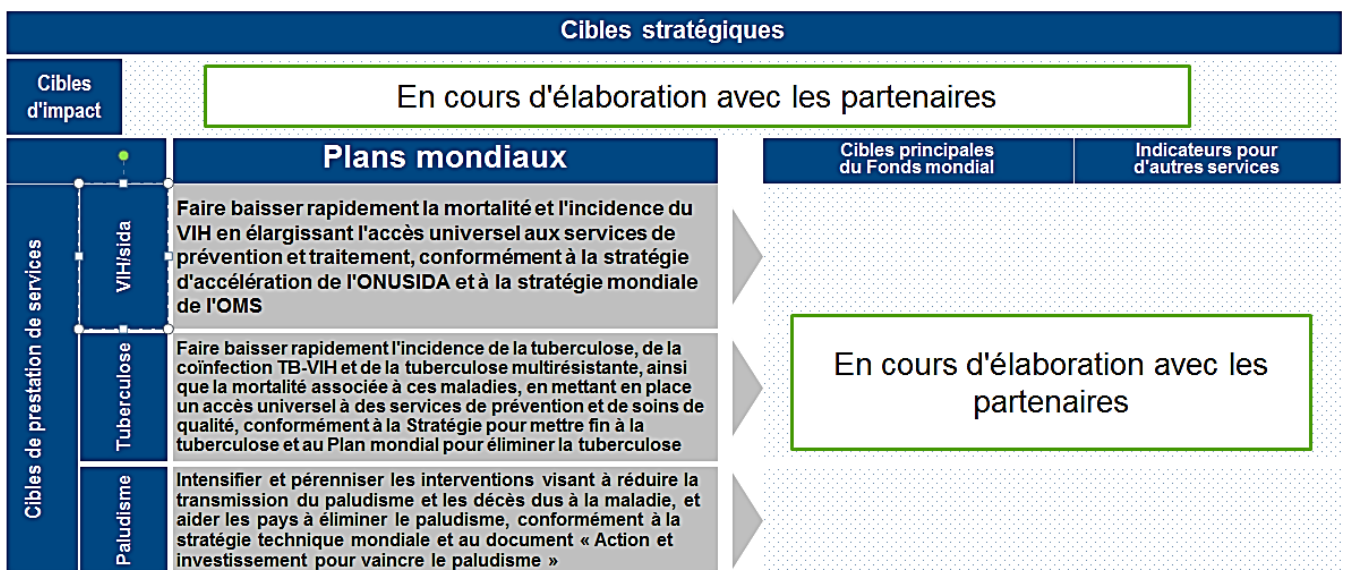 Cibles stratégiques
Cibles
d'impact
En cours d'élaboration avec les partenaires
Plans mondiaux
Cibles principales
du Fonds mondial
Indicateurs pour
d'autres services
Cibles de prestation de services
VIH/sida
Faire baisser rapidement la mortalité et l'incidence du
VIH en élargissant l'accès universel aux services de
prévention et traitement, conformément à la stratégie
d'accélération de l'ONUSIDA et à la stratégie mondiale
de l'OMS
Tuberculose
Faire baisser rapidement l'incidence de la tuberculose, de la
coïnfection TB-VIH et de la tuberculose multirésistante, ainsi
que la mortalité associée à ces maladies, en mettant en place
un accès universel à des services de prévention et de soins de
qualité, conformément à la Stratégie pour mettre fin à la
tuberculose et au Plan mondial pour éliminer la tuberculose
En cours d'élaboration avec les
partenaires
Paludisme
Intensifier et pérenniser les interventions visant à réduire la
transmission du paludisme et les décès dus à la maladie, et
aider les pays à éliminer le paludisme, conformément à la
stratégie technique mondiale et au document « Action et
investissement pour vaincre le paludisme »